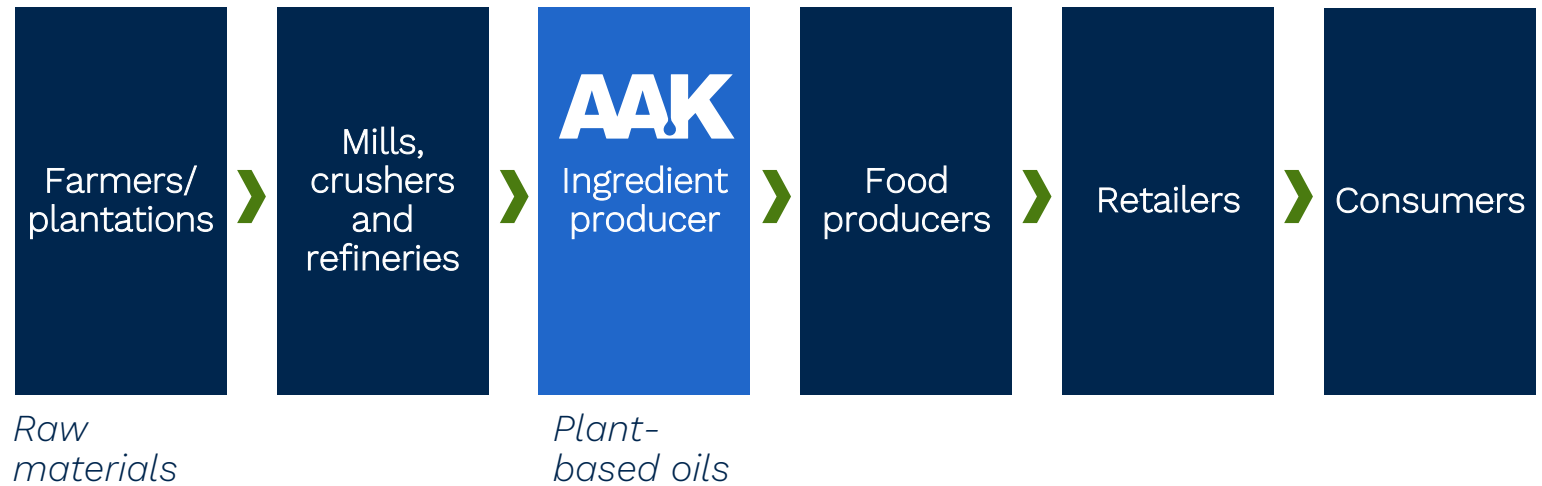 Farmers/
plantations
Mills,
crushers
and
refineries
AAK
Ingredient
producer
Food
producers
Retailers
Consumers
Raw
materials
Plant-
based oils